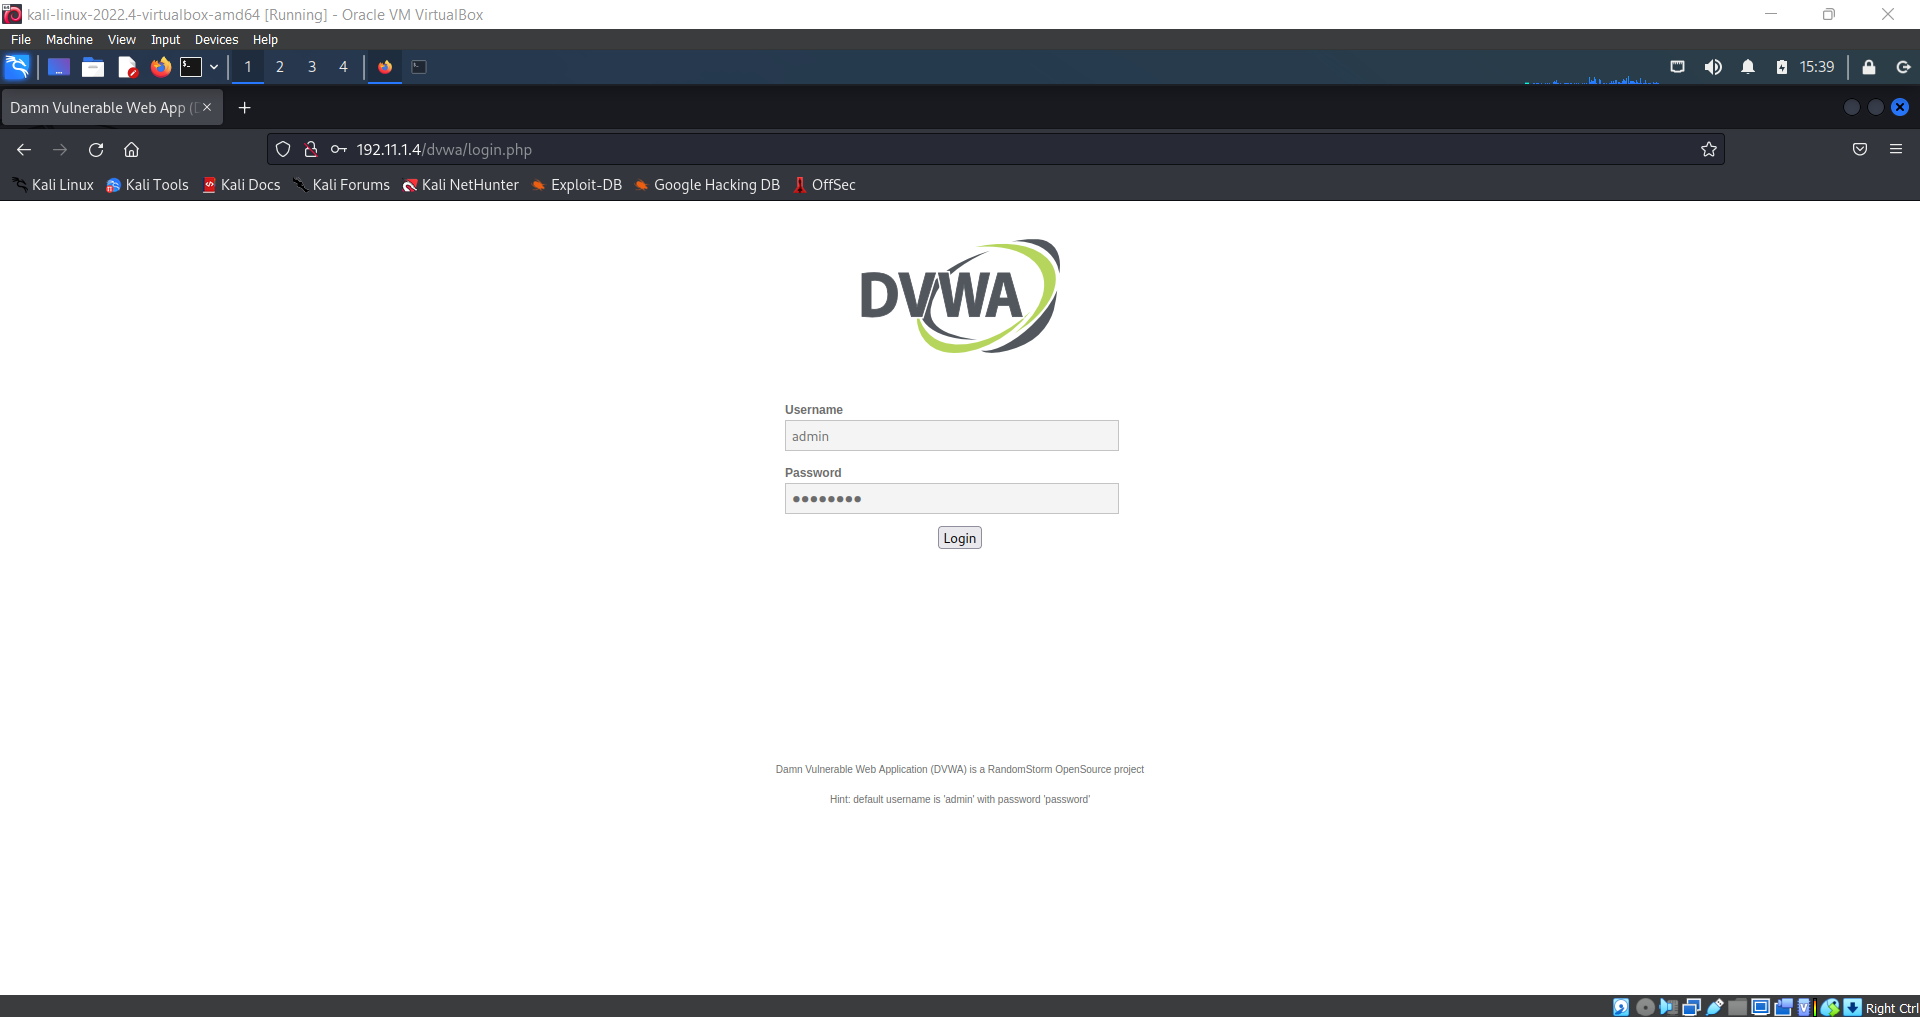 kali-linux-2022.4-virtualbox-amd64 [Running] - Oracle VM VirtualBox
File Machine View Input Devices Help
1 2 3 4 15:39
Damn Vulnerable Web App (
192.11.1.4/dvwa/login.php
Kali Linux Kali Tools Kali Docs Kali Forums Kali NetHunter Exploit-DB Google Hacking DB OffSec
DVWA
Username
admin
Password
Login
Damn Vulnerable Web Application (DVWA) is a RandomStorm OpenSource project
Hint: default username is 'admin' with password 'password'
Right Ctrl